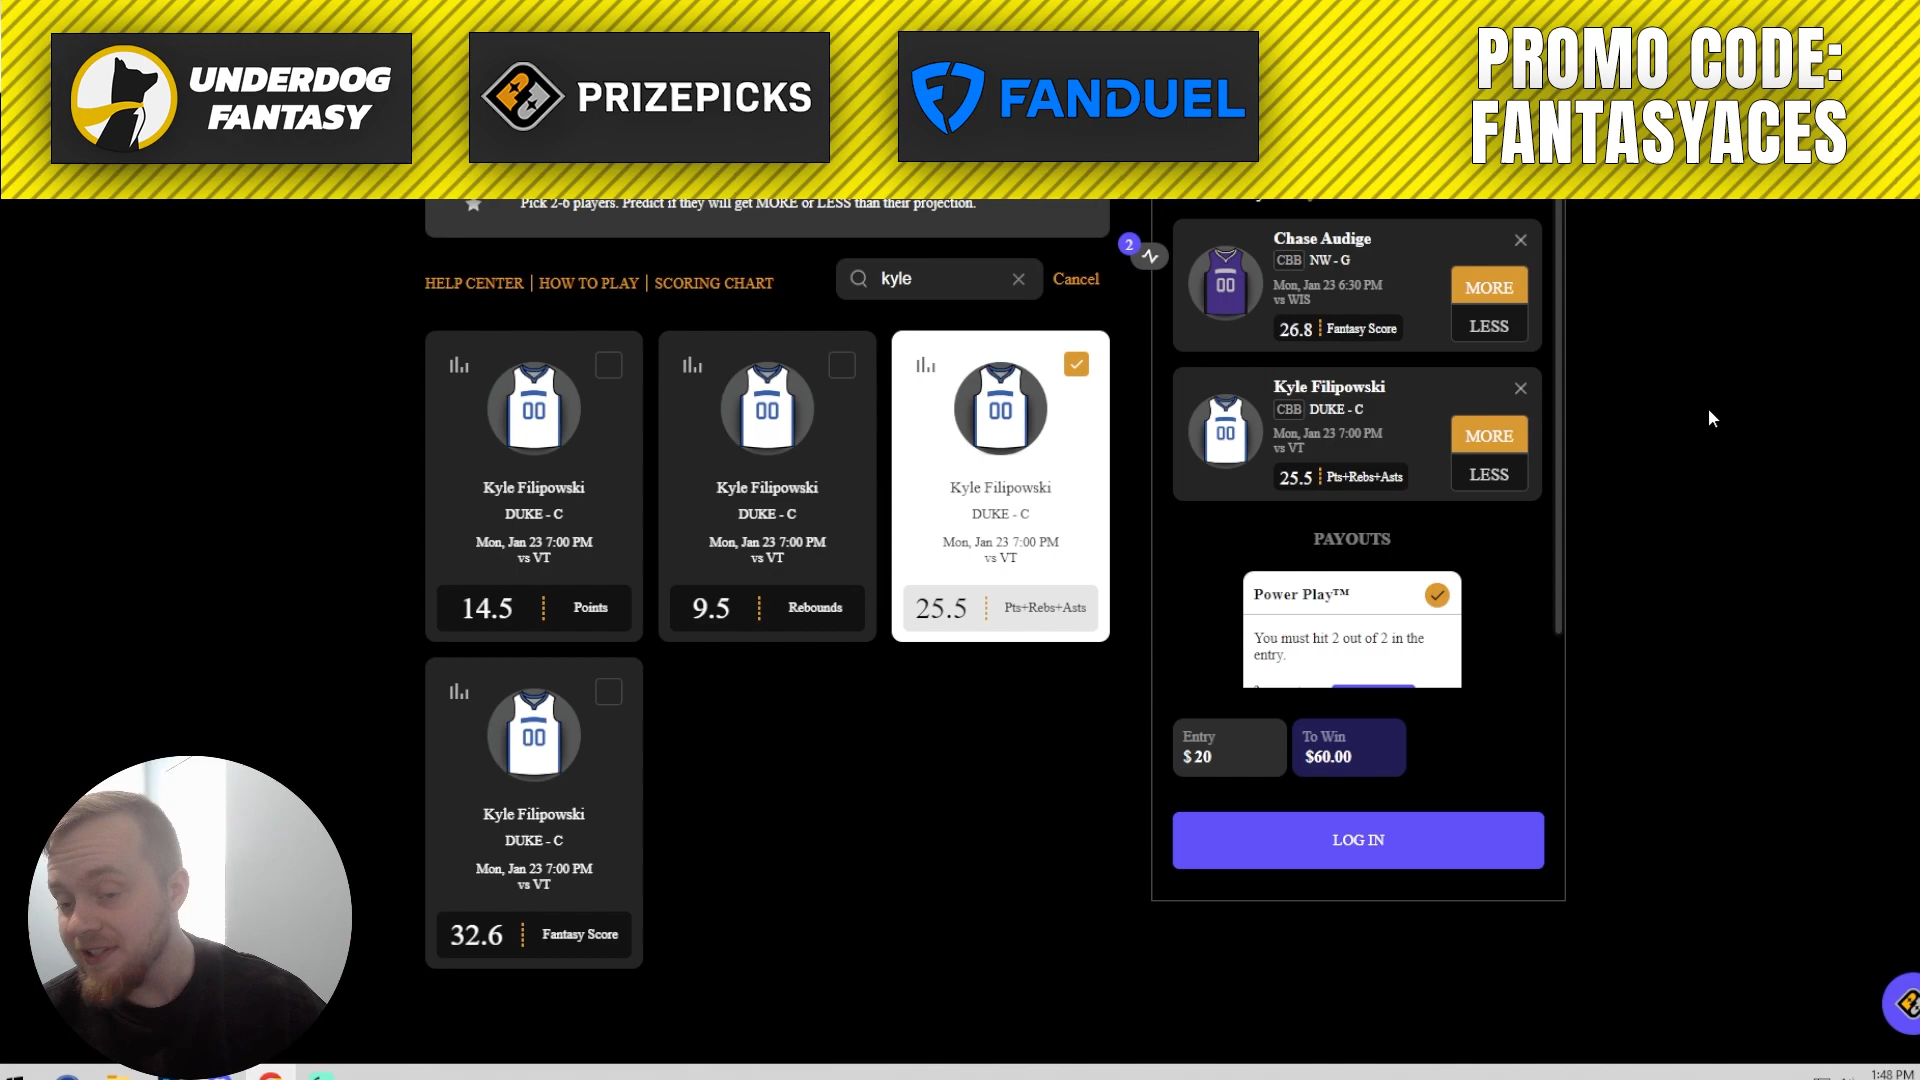 UNDERDOG
FANTASY
PRIZEPICKS
FANDUEL
PROMO CODE:
FANTASYACES
Pick 2-6 players. Predict if they will get MORE or LESS than their projection.
HELP CENTER | HOW TO PLAY | SCORING CHART
kyle
Cancel
00
Kyle Filipowski
DUKE - C
Mon, Jan 23 7:00 PM
vs VT
14.5 Points
00
Kyle Filipowski
DUKE - C
Mon, Jan 23 7:00 PM
vs VT
9.5 Rebounds
00
Kyle Filipowski
DUKE - C
Mon, Jan 23 7:00 PM
vs VT
25.5 Pts+Rebs+Asts
00
Kyle Filipowski
DUKE - C
Mon, Jan 23 7:00 PM
vs VT
32.6 Fantasy Score
2
00
Chase Audige
CBB NW - G
Mon, Jan 23 6:30 PM
vs WIS
26.8 Fantasy Score
MORE
LESS
00
Kyle Filipowski
CBB DUKE - C
Mon, Jan 23 7:00 PM
vs VT
25.5 Pts+Rebs+Asts
MORE
LESS
PAYOUTS
Power Play™
You must hit 2 out of 2 in the
entry.
Entry
$ 20
To Win
$60.00
LOG IN
1:48 PM